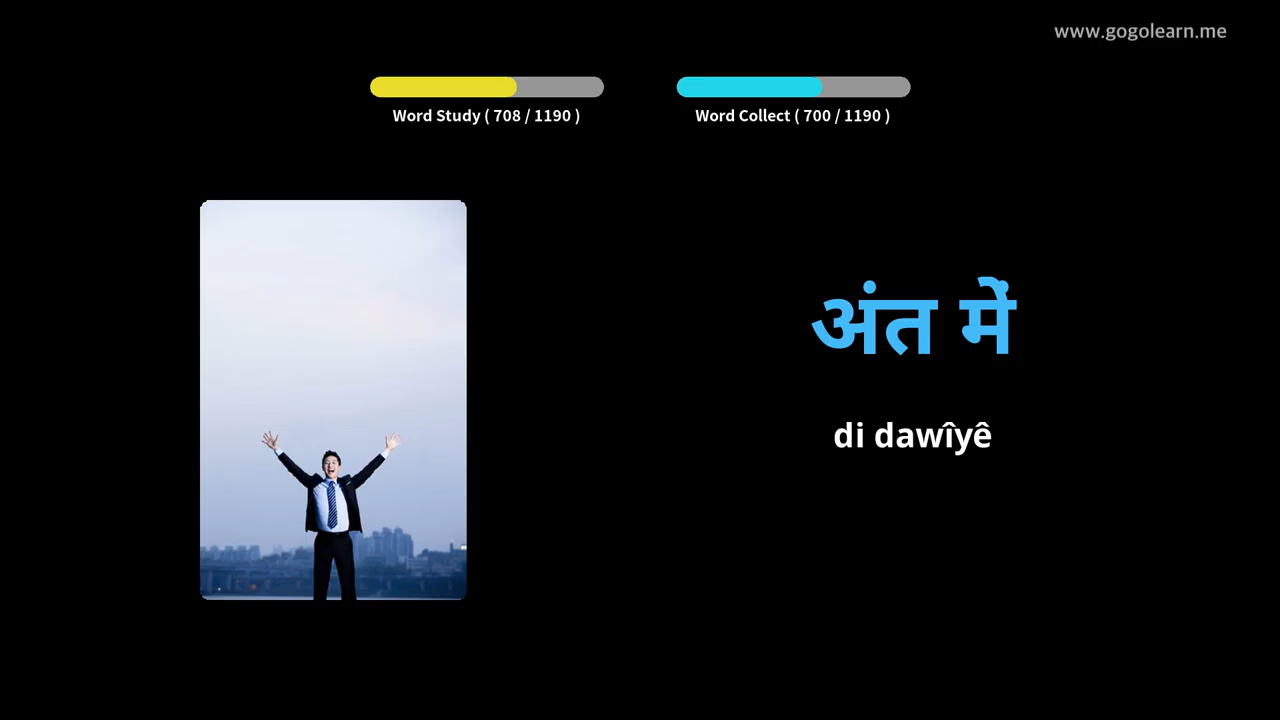 www.gogolearn.me
Word Study ( 708 / 1190 )
Word Collect ( 700 / 1190 )
अंत में
di dawîyê